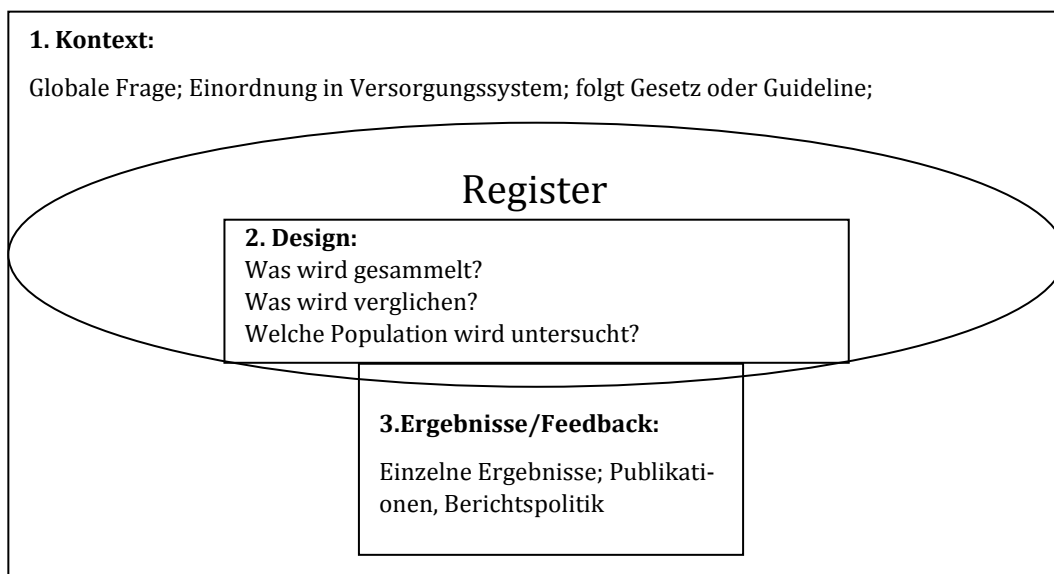 1. Kontext:
Globale Frage; Einordnung in Versorgungssystem; folgt Gesetz oder Guideline;
Register
2. Design:
Was wird gesammelt?
Was wird verglichen?
Welche Population wird untersucht?
3.Ergebnisse/Feedback:
Einzelne Ergebnisse; Publikati-
onen, Berichtspolitik